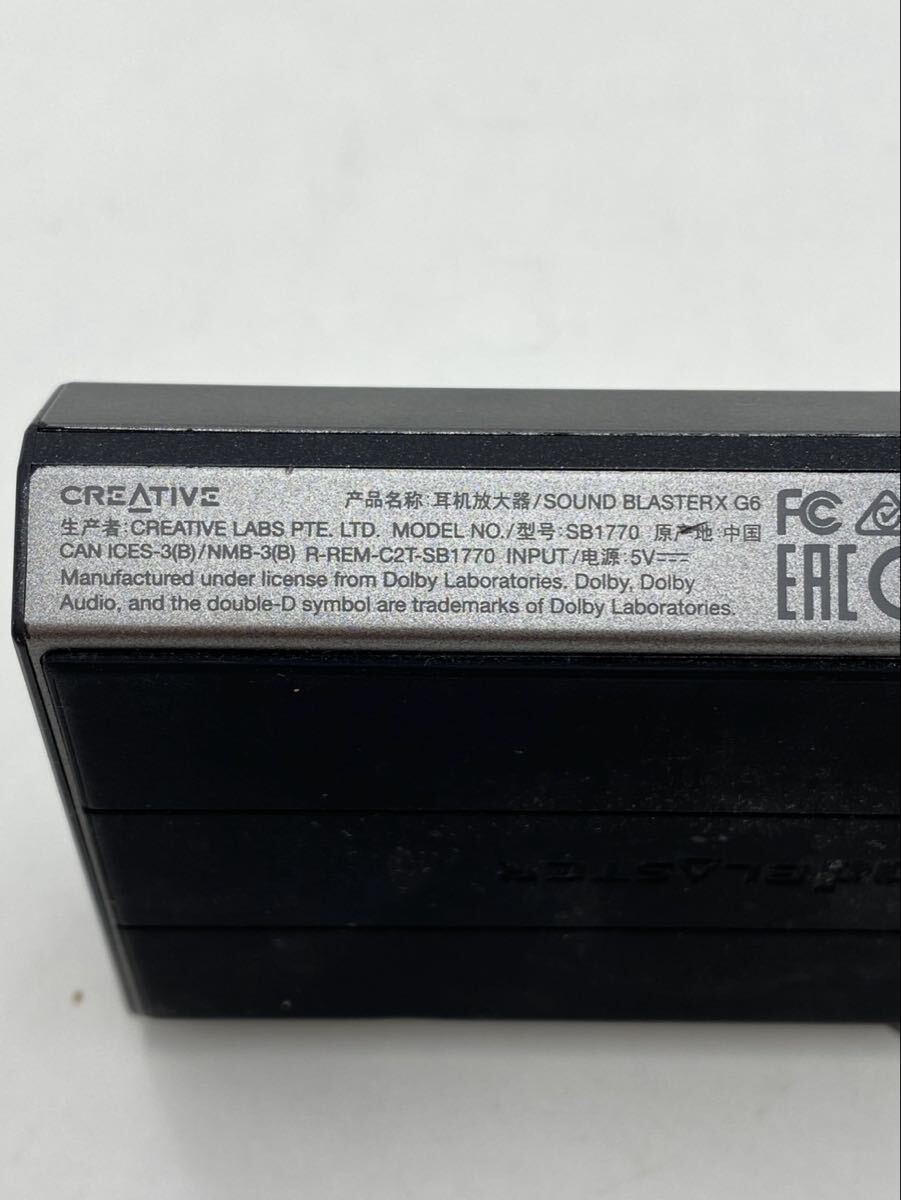 CREATIVE 产品名称: 耳机放大器/SOUND BLASTERX G6
生产者: CREATIVE LABS PTE. LTD. MODEL NO./型号: SB1770 原产地 中国
CAN ICES-3(B)/NMB-3(B) R-REM-C2T-SB1770 INPUT/电源: 5V⎓
Manufactured under license from Dolby Laboratories. Dolby, Dolby
Audio, and the double-D symbol are trademarks of Dolby Laboratories.
FC
EAC
BLASTER